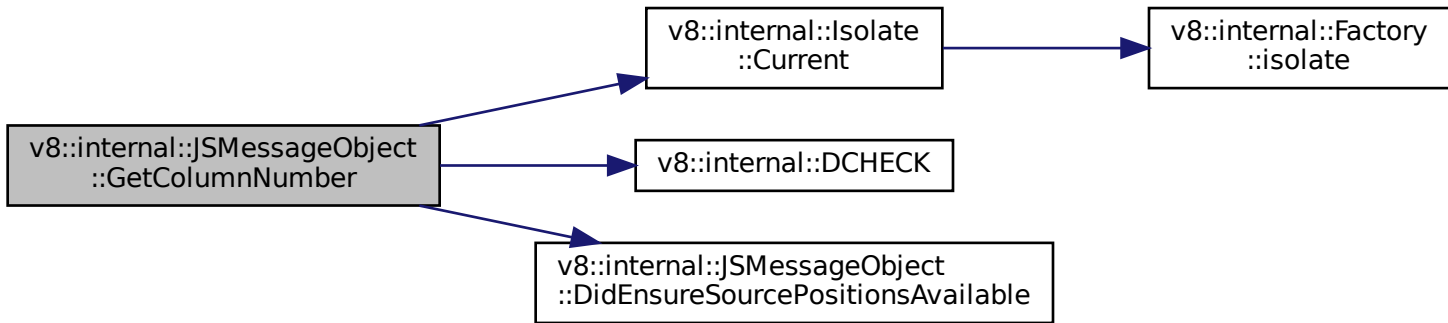 v8::internal::JSMessageObject
::GetColumnNumber
v8::internal::Isolate
::Current
v8::internal::Factory
::isolate
v8::internal::DCHECK
v8::internal::JSMessageObject
::DidEnsureSourcePositionsAvailable